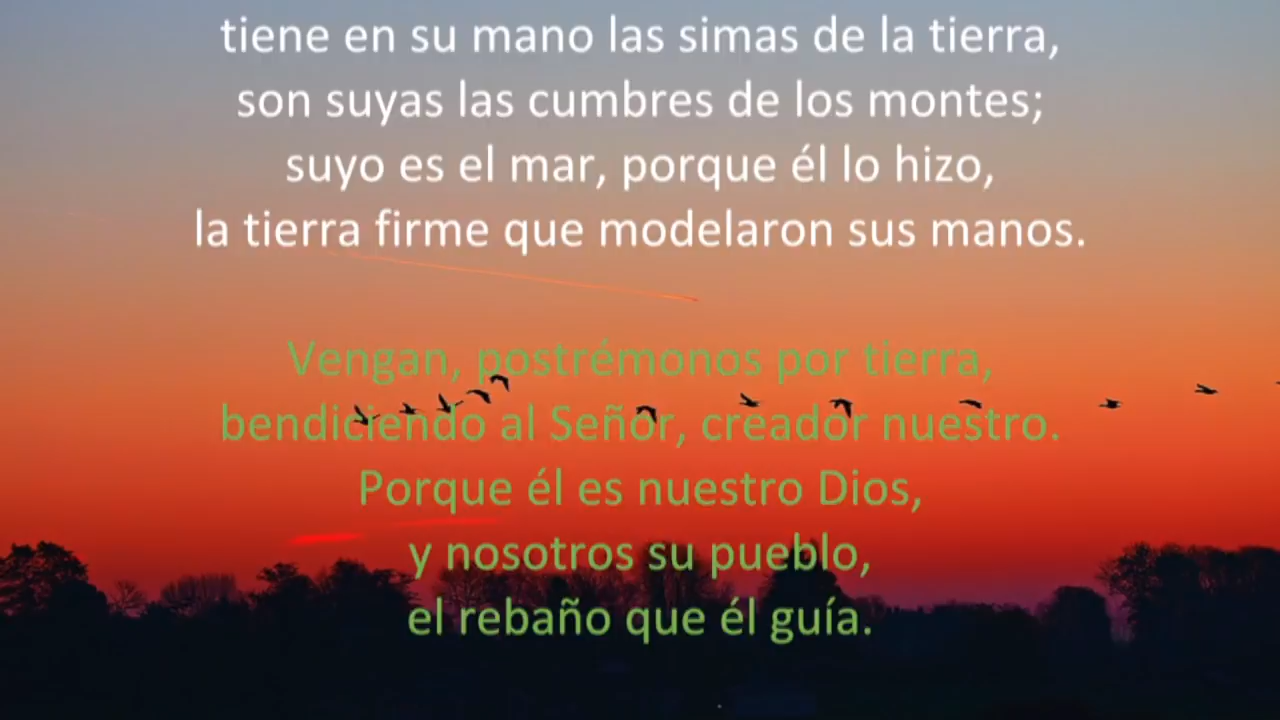 tiene en su mano las simas de la tierra,
son suyas las cumbres de los montes;
suyo es el mar, porque él lo hizo,
la tierra firme que modelaron sus manos.
Vengan, postrémonos por tierra,
bendiciendo al Señor, creador nuestro.
Porque él es nuestro Dios,
y nosotros su pueblo,
el rebaño que él guía.